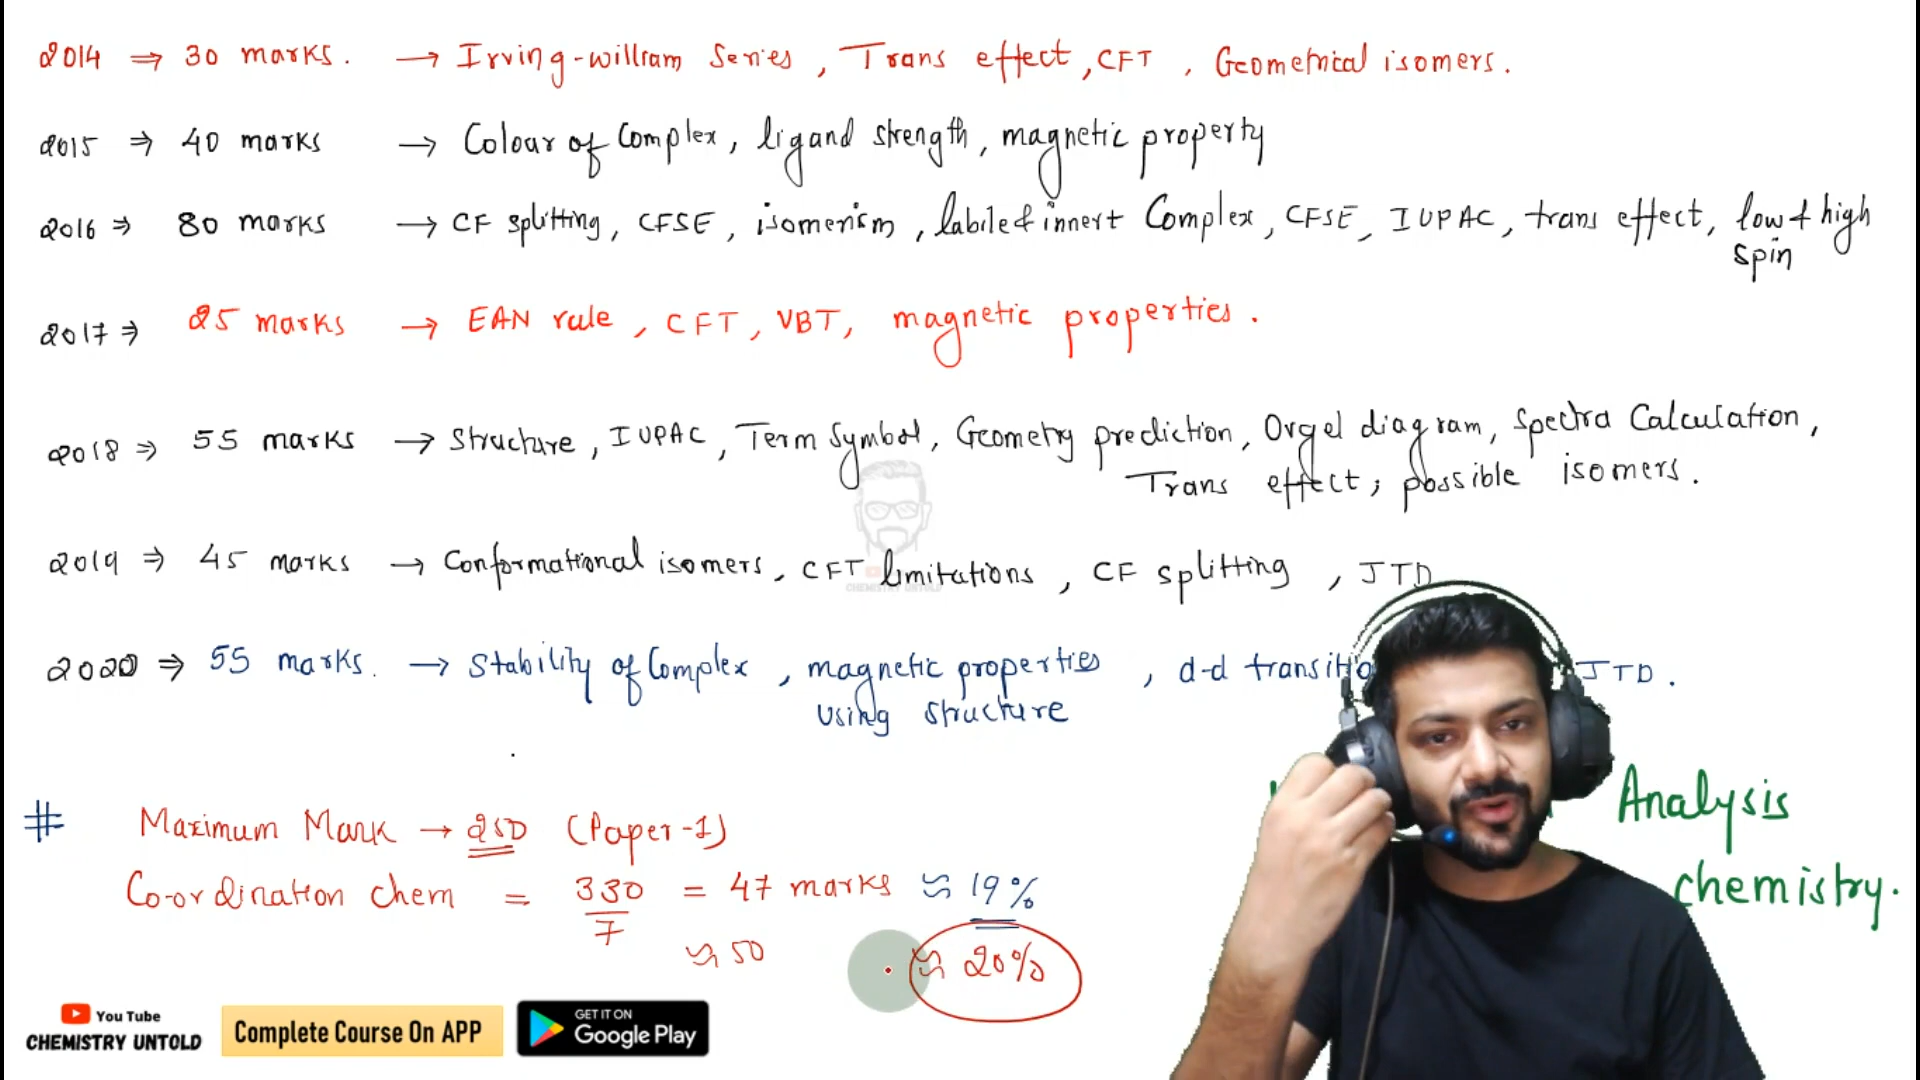 2014 ⇒ 30 marks. → Irving-william Series, Trans effect, CFT, Geometrical isomers.
2015 ⇒ 40 marks → Colour of Complex, ligand strength, magnetic property
2016 ⇒ 80 marks → CF splitting, CFSE, isomerism, labile & innert Complex, CFSE, IUPAC, trans effect, low & high
spin
2017 ⇒ 25 marks → EAN rule, CFT, VBT, magnetic properties.
2018 ⇒ 55 marks → Structure, IUPAC, Term Symbol, Geometry prediction, Orgel diagram, Spectra Calculation,
Trans effect, possible isomers.
2019 ⇒ 45 marks → Conformational isomers, CFT limitations, CF splitting, JTD
2020 ⇒ 55 marks. → Stability of Complex, magnetic properties, d-d transitio JTD.
using structure
CHEMISTRY UNTOLD
# Maximum Mark → 250 (Paper-1)
Analysis
Co-ordination chem = 330/7 = 47 marks ≈ 19%
chemistry.
≈ 50 ≈ 20%
You Tube
CHEMISTRY UNTOLD
Complete Course On APP
GET IT ON
Google Play